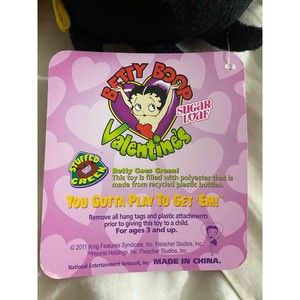 BETTY BOOP
SUGAR
LOAF
Valentines
STUFFED
GREEN
Betty Goes Green!
This toy is filled with polyester that is
made from recycled plastic bottles.
YOU GOTTA PLAY TO GET 'EM!
Remove all hang tags and plastic attachments
prior to giving this toy to a child.
For ages 3 and up.
© 2011 King Features Syndicate, Inc. Fleischer Studios, Inc.
Hearst Holdings, Inc. Fleischer Studios, Inc.
National Entertainment Network, Inc. MADE IN CHINA.